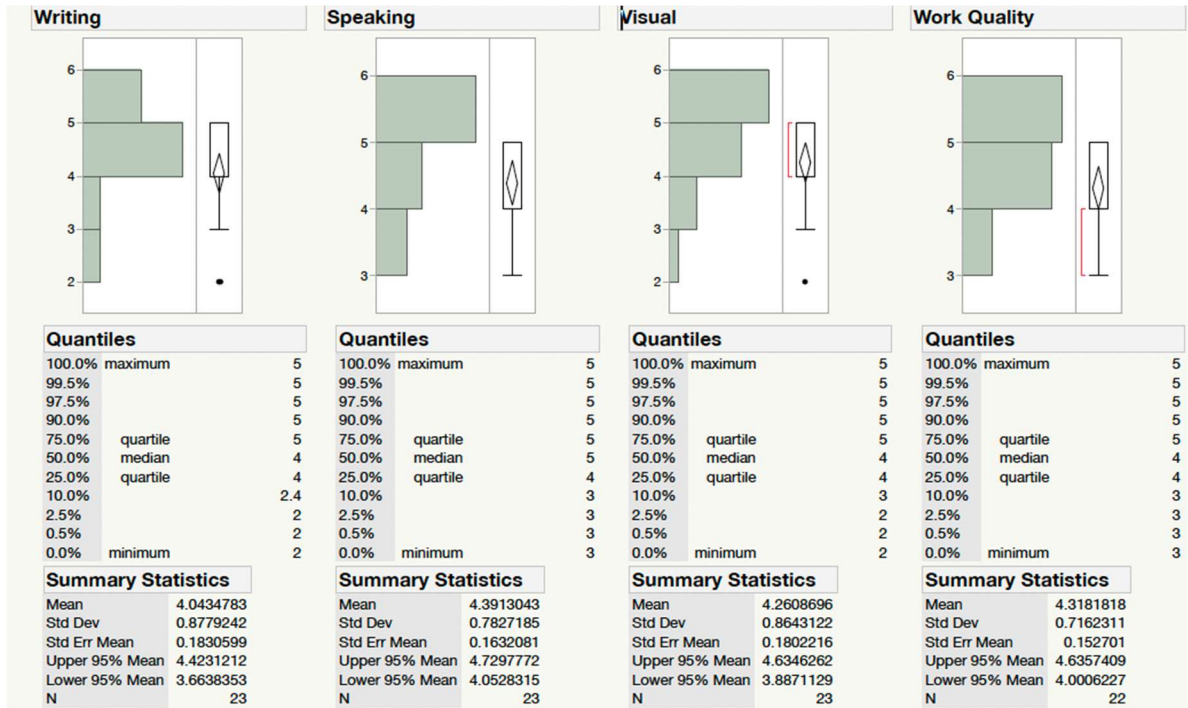 Writing
6
5
4
3
2
Quantiles
100.0% maximum 5
99.5% 5
97.5% 5
90.0% 5
75.0% quartile 5
50.0% median 4
25.0% quartile 4
10.0% 2.4
2.5% 2
0.5% 2
0.0% minimum 2
Summary Statistics
Mean 4.0434783
Std Dev 0.8779242
Std Err Mean 0.1830599
Upper 95% Mean 4.4231212
Lower 95% Mean 3.6638353
N 23
Speaking
6
5
4
3
Quantiles
100.0% maximum 5
99.5% 5
97.5% 5
90.0% 5
75.0% quartile 5
50.0% median 5
25.0% quartile 4
10.0% 3
2.5% 3
0.5% 3
0.0% minimum 3
Summary Statistics
Mean 4.3913043
Std Dev 0.7827185
Std Err Mean 0.1632081
Upper 95% Mean 4.7297772
Lower 95% Mean 4.0528315
N 23
Visual
6
5
4
3
2
Quantiles
100.0% maximum 5
99.5% 5
97.5% 5
90.0% 5
75.0% quartile 5
50.0% median 4
25.0% quartile 4
10.0% 3
2.5% 2
0.5% 2
0.0% minimum 2
Summary Statistics
Mean 4.2608696
Std Dev 0.8643122
Std Err Mean 0.1802216
Upper 95% Mean 4.6346262
Lower 95% Mean 3.8871129
N 23
Work Quality
6
5
4
3
Quantiles
100.0% maximum 5
99.5% 5
97.5% 5
90.0% 5
75.0% quartile 5
50.0% median 4
25.0% quartile 4
10.0% 3
2.5% 3
0.5% 3
0.0% minimum 3
Summary Statistics
Mean 4.3181818
Std Dev 0.7162311
Std Err Mean 0.152701
Upper 95% Mean 4.6357409
Lower 95% Mean 4.0006227
N 22